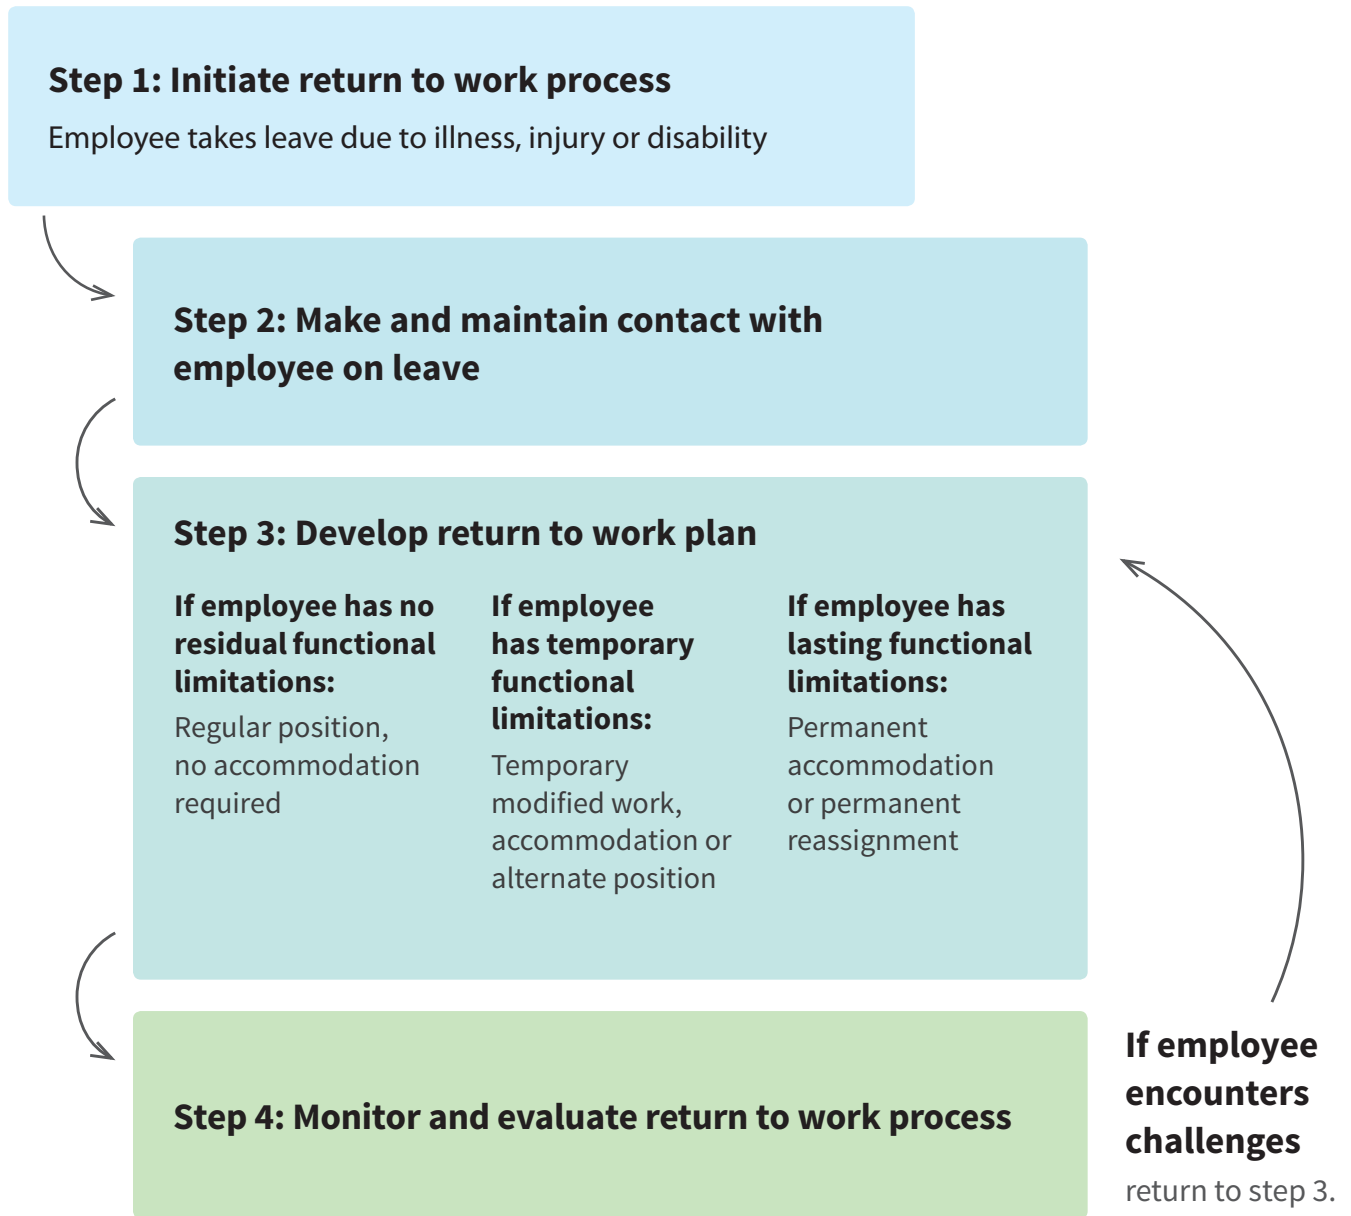 Step 1: Initiate return to work process
Employee takes leave due to illness, injury or disability
Step 2: Make and maintain contact with
employee on leave
Step 3: Develop return to work plan
If employee has no
residual functional
limitations:
Regular position,
no accommodation
required
If employee
has temporary
functional
limitations:
Temporary
modified work,
accommodation or
alternate position
If employee has
lasting functional
limitations:
Permanent
accommodation
or permanent
reassignment
Step 4: Monitor and evaluate return to work process
If employee
encounters
challenges
return to step 3.